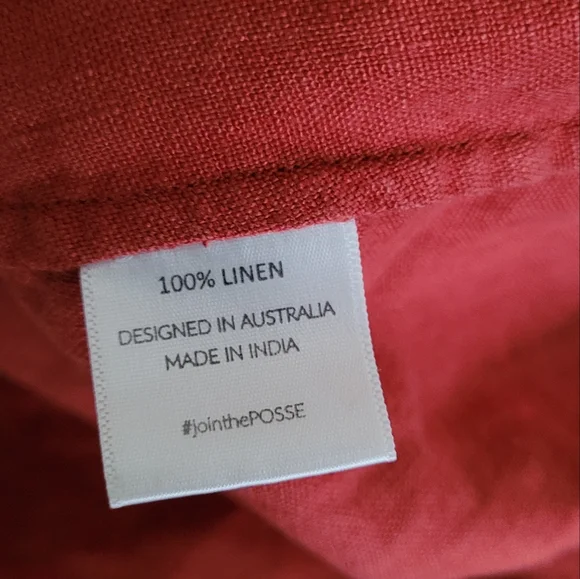 100% LINEN
DESIGNED IN AUSTRALIA
MADE IN INDIA
#jointhePOSSE